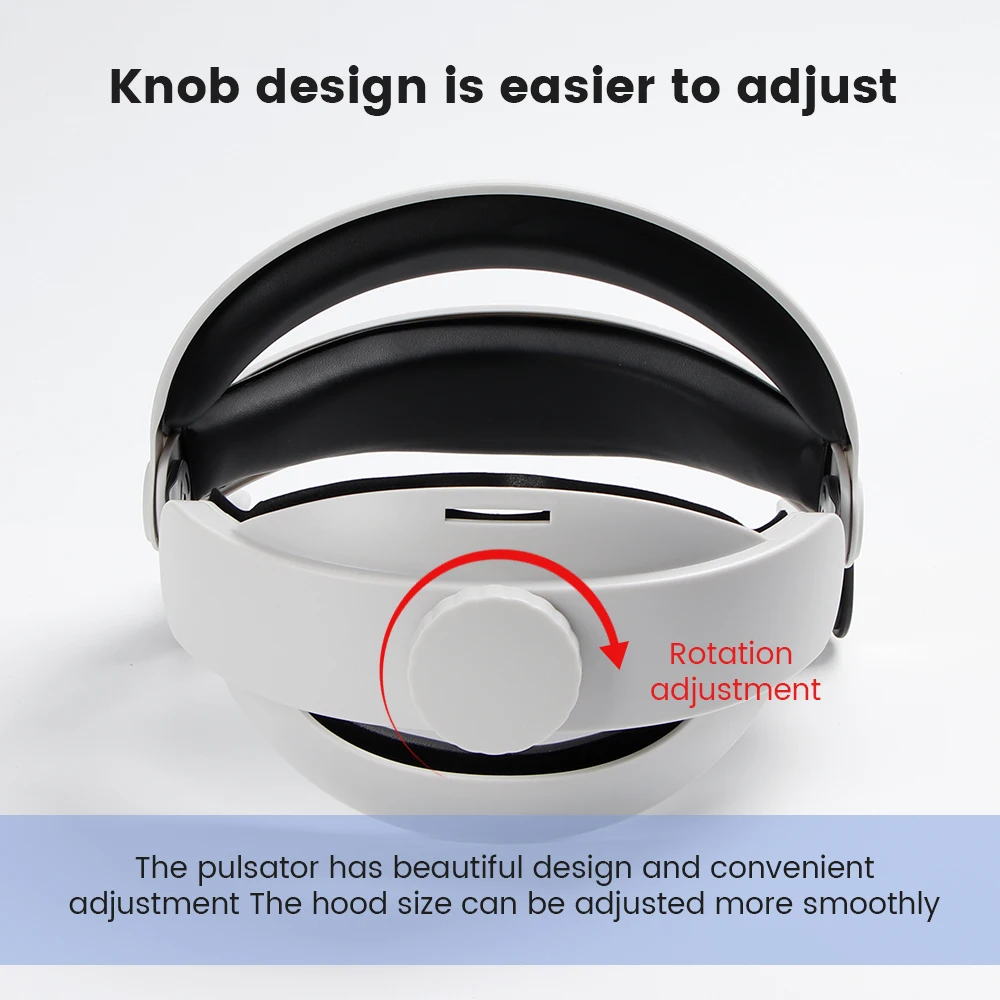 Knob design is easier to adjust
Rotation
adjustment
The pulsator has beautiful design and convenient
adjustment The hood size can be adjusted more smoothly